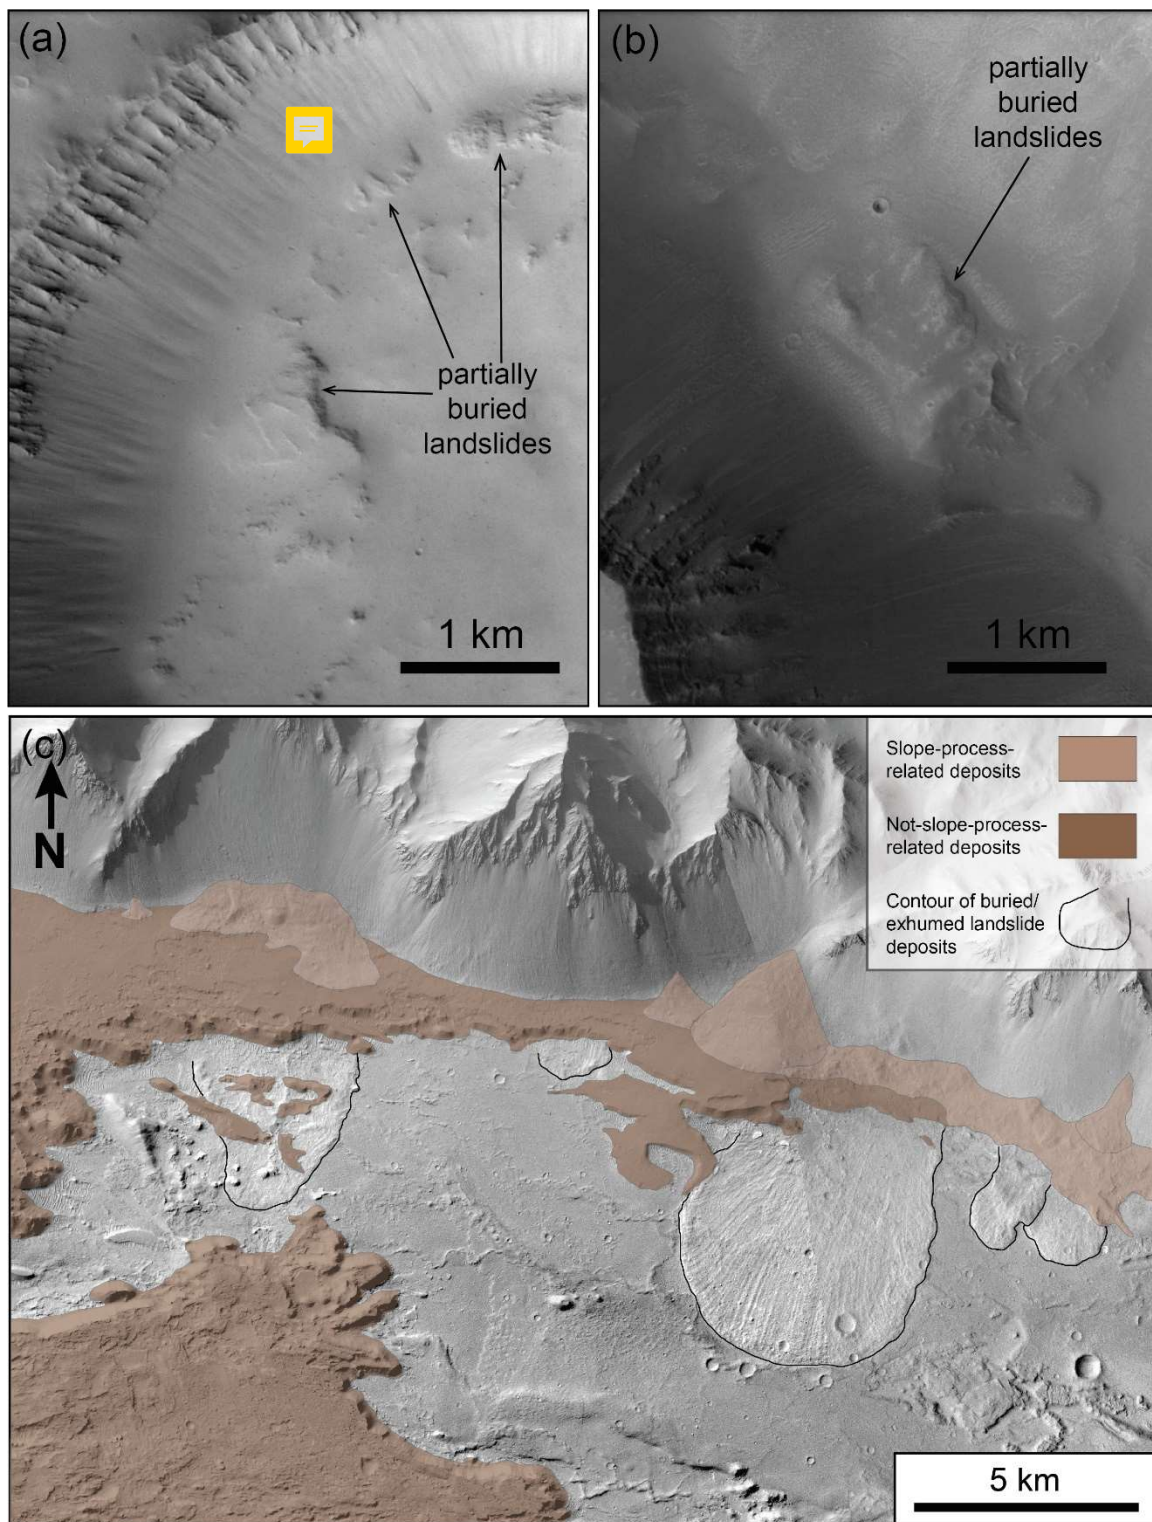 (a)
partially
buried
landslides
1 km
(b)
partially
buried
landslides
1 km
(c)
N
Slope-process-
related deposits
Not-slope-process-
related deposits
Contour of buried/
exhumed landslide
deposits
5 km